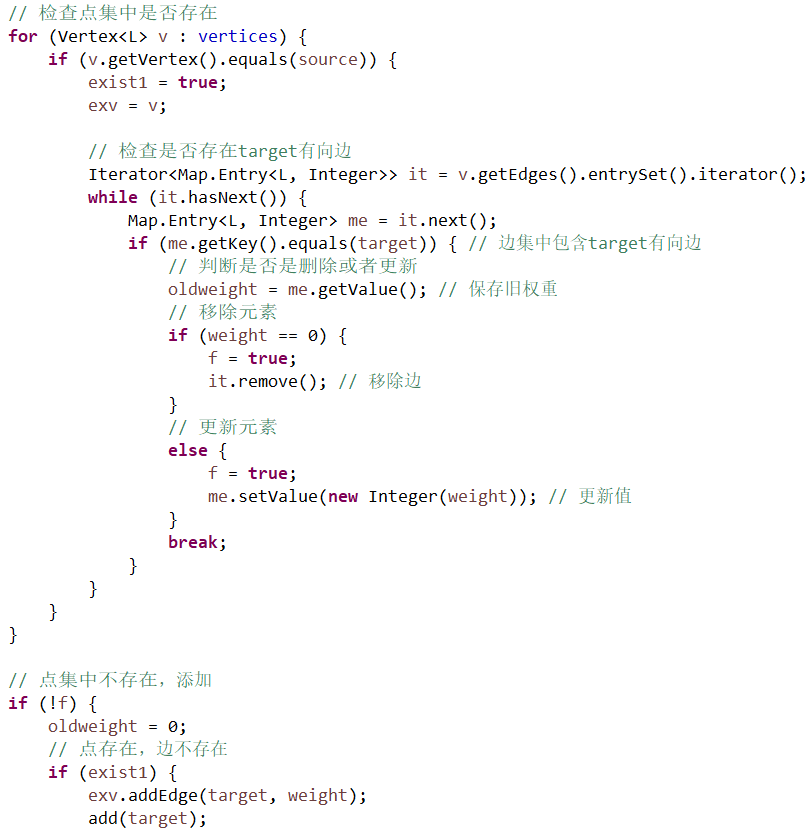 // 检查点集中是否存在
for (Vertex<L> v : vertices) {
    if (v.getVertex().equals(source)) {
        exist1 = true;
        exv = v;

        // 检查是否存在target有向边
        Iterator<Map.Entry<L, Integer>> it = v.getEdges().entrySet().iterator();
        while (it.hasNext()) {
            Map.Entry<L, Integer> me = it.next();
            if (me.getKey().equals(target)) { // 边集中包含target有向边
                // 判断是否是删除或者更新
                oldweight = me.getValue(); // 保存旧权重
                // 移除元素
                if (weight == 0) {
                    f = true;
                    it.remove(); // 移除边
                }
                // 更新元素
                else {
                    f = true;
                    me.setValue(new Integer(weight)); // 更新值
                }
                break;
            }
        }
    }
}

// 点集中不存在，添加
if (!f) {
    oldweight = 0;
    // 点存在，边不存在
    if (exist1) {
        exv.addEdge(target, weight);
        add(target);